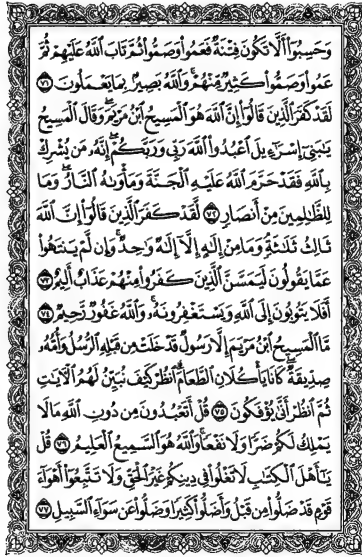 وَحَسِبُوٓا۟ أَلَّا تَكُونَ فِتْنَةٌ فَعَمُوا۟ وَصَمُّوا۟ ثُمَّ تَابَ ٱللَّهُ عَلَيْهِمْ ثُمَّ
عَمُوا۟ وَصَمُّوا۟ كَثِيرٌ مِّنْهُمْ ۚ وَٱللَّهُ بَصِيرٌۢ بِمَا يَعْمَلُونَ ٧١
لَقَدْ كَفَرَ ٱلَّذِينَ قَالُوٓا۟ إِنَّ ٱللَّهَ هُوَ ٱلْمَسِيحُ ٱبْنُ مَرْيَمَ ۖ وَقَالَ ٱلْمَسِيحُ
يَٰبَنِىٓ إِسْرَٰٓءِيلَ ٱعْبُدُوا۟ ٱللَّهَ رَبِّى وَرَبَّكُمْ ۖ إِنَّهُۥ مَن يُشْرِكْ
بِٱللَّهِ فَقَدْ حَرَّمَ ٱللَّهُ عَلَيْهِ ٱلْجَنَّةَ وَمَأْوَىٰهُ ٱلنَّارُ ۖ وَمَا
لِلظَّٰلِمِينَ مِنْ أَنصَارٍ ٧٢ لَّقَدْ كَفَرَ ٱلَّذِينَ قَالُوٓا۟ إِنَّ ٱللَّهَ
ثَالِثُ ثَلَٰثَةٍ ۘ وَمَا مِنْ إِلَٰهٍ إِلَّآ إِلَٰهٌ وَٰحِدٌ ۚ وَإِن لَّمْ يَنتَهُوا۟
عَمَّا يَقُولُونَ لَيَمَسَّنَّ ٱلَّذِينَ كَفَرُوا۟ مِنْهُمْ عَذَابٌ أَلِيمٌ ٧٣
أَفَلَا يَتُوبُونَ إِلَى ٱللَّهِ وَيَسْتَغْفِرُونَهُۥ ۚ وَٱللَّهُ غَفُورٌ رَّحِيمٌ ٧٤
مَّا ٱلْمَسِيحُ ٱبْنُ مَرْيَمَ إِلَّا رَسُولٌ قَدْ خَلَتْ مِن قَبْلِهِ ٱلرُّسُلُ وَأُمُّهُۥ
صِدِّيقَةٌ ۖ كَانَا يَأْكُلَانِ ٱلطَّعَامَ ۗ ٱنظُرْ كَيْفَ نُبَيِّنُ لَهُمُ ٱلْءَايَٰتِ
ثُمَّ ٱنظُرْ أَنَّىٰ يُؤْفَكُونَ ٧٥ قُلْ أَتَعْبُدُونَ مِن دُونِ ٱللَّهِ مَا لَا
يَمْلِكُ لَكُمْ ضَرًّا وَلَا نَفْعًا ۚ وَٱللَّهُ هُوَ ٱلسَّمِيعُ ٱلْعَلِيمُ ٧٦ قُلْ
يَٰٓأَهْلَ ٱلْكِتَٰبِ لَا تَغْلُوا۟ فِى دِينِكُمْ غَيْرَ ٱلْحَقِّ وَلَا تَتَّبِعُوٓا۟ أَهْوَآءَ
قَوْمٍ قَدْ ضَلُّوا۟ مِن قَبْلُ وَأَضَلُّوا۟ كَثِيرًا وَضَلُّوا۟ عَن سَوَآءِ ٱلسَّبِيلِ ٧٧